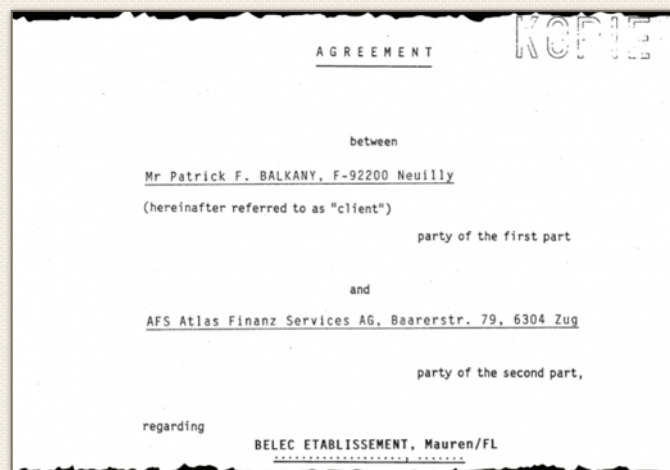 KOPIE
AGREEMENT
between
Mr Patrick F. BALKANY, F-92200 Neuilly
(hereinafter referred to as "client")
party of the first part
and
AFS Atlas Finanz Services AG, Baarerstr. 79, 6304 Zug
party of the second part,
regarding
BELEC ETABLISSEMENT, Mauren/FL